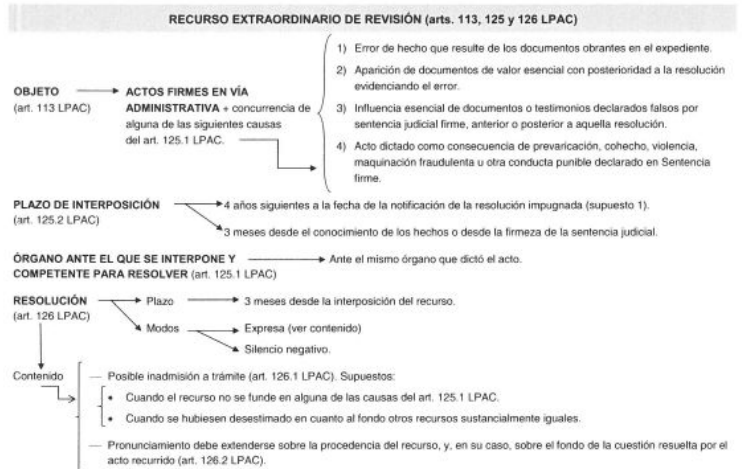 RECURSO EXTRAORDINARIO DE REVISIÓN (arts. 113, 125 y 126 LPAC)
OBJETO
(art. 113 LPAC)
ACTOS FIRMES EN VÍA
ADMINISTRATIVA + concurrencia de
alguna de las siguientes causas
del art. 125.1 LPAC.
1) Error de hecho que resulte de los documentos obrantes en el expediente.
2) Aparición de documentos de valor esencial con posterioridad a la resolución
evidenciando el error.
3) Influencia esencial de documentos o testimonios declarados falsos por
sentencia judicial firme, anterior o posterior a aquella resolución.
4) Acto dictado como consecuencia de prevaricación, cohecho, violencia,
maquinación fraudulenta u otra conducta punible declarado en Sentencia
firme.
PLAZO DE INTERPOSICIÓN
(art. 125.2 LPAC)
4 años siguientes a la fecha de la notificación de la resolución impugnada (supuesto 1).
3 meses desde el conocimiento de los hechos o desde la firmeza de la sentencia judicial.
ÓRGANO ANTE EL QUE SE INTERPONE Y
COMPETENTE PARA RESOLVER (art. 125.1 LPAC)
Ante el mismo órgano que dictó el acto.
RESOLUCIÓN
(art. 126 LPAC)
Plazo
3 meses desde la interposición del recurso.
Modos
Expresa (ver contenido)
Silencio negativo.
Contenido
— Posible inadmisión a trámite (art. 126.1 LPAC). Supuestos:
• Cuando el recurso no se funde en alguna de las causas del art. 125.1 LPAC.
• Cuando se hubiesen desestimado en cuanto al fondo otros recursos sustancialmente iguales.
— Pronunciamiento debe extenderse sobre la procedencia del recurso, y, en su caso, sobre el fondo de la cuestión resuelta por el
acto recurrido (art. 126.2 LPAC).